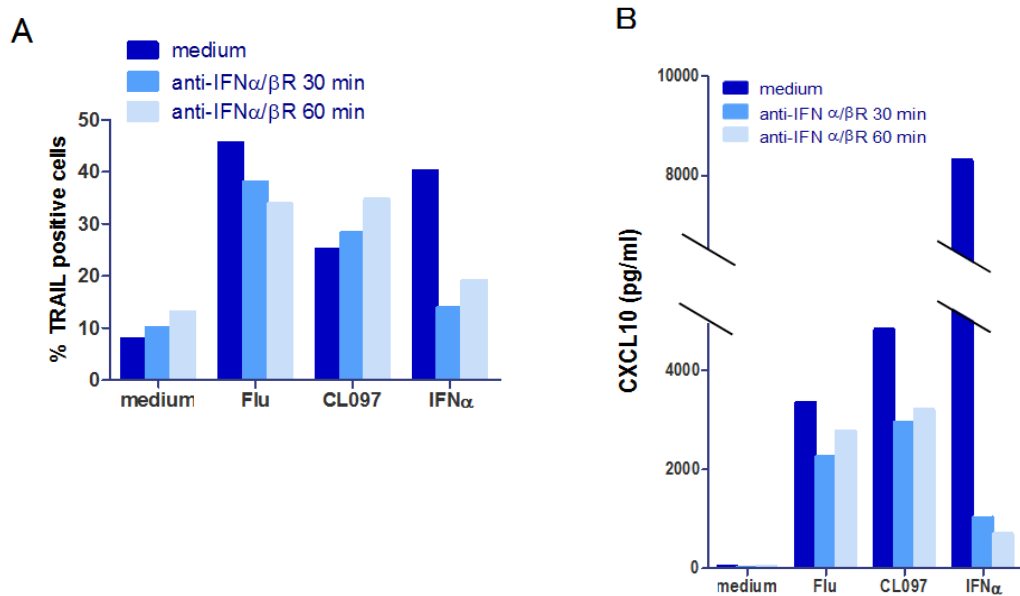 A
medium
anti-IFNα/βR 30 min
anti-IFNα/βR 60 min
% TRAIL positive cells
50
40
30
20
10
0
medium Flu CL097 IFNα
B
medium
anti-IFN α/βR 30 min
anti-IFN α/βR 60 min
CXCL10 (pg/ml)
10000
8000
4000
2000
0
medium Flu CL097 IFNα